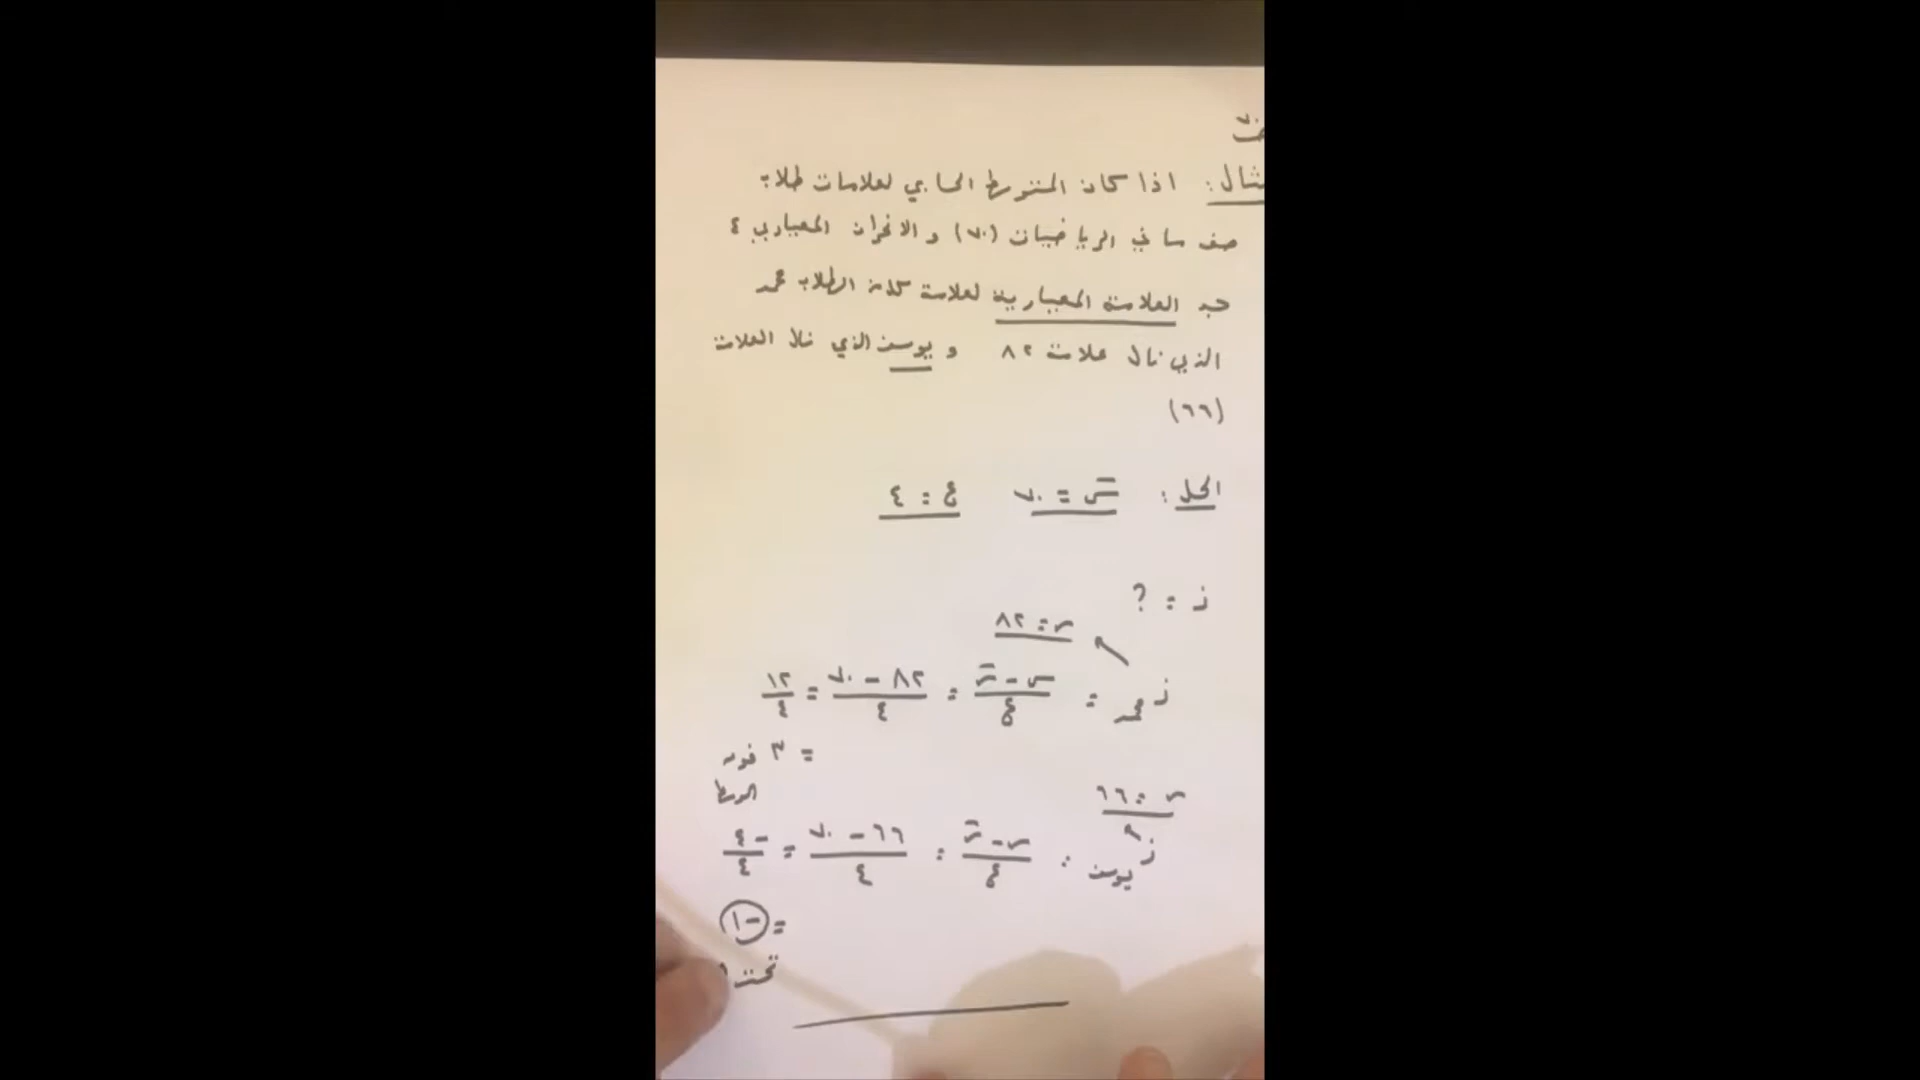 مثال: اذا كان المتوسط الحسابي لعلامات طلاب
صف ما في الرياضيات (٧٠) و الانحراف المعياري ٤
جد العلامة المعيارية لعلامة كل من الطلاب محمد
الذي نال علامة ٨٢ و يوسف الذي نال العلامة
(٦٦)
الحل: س̄ = ٧٠ ع = ٤
ز = ?
س = ٨٢
ز محمد = (س - س̄)/ع = (٨٢ - ٧٠)/٤ = ١٢/٤
= ٣ فوق
الوسط
س = ٦٦
ز يوسف = (س - س̄)/ع = (٦٦ - ٧٠)/٤ = -٤/٤
= -١
تحت